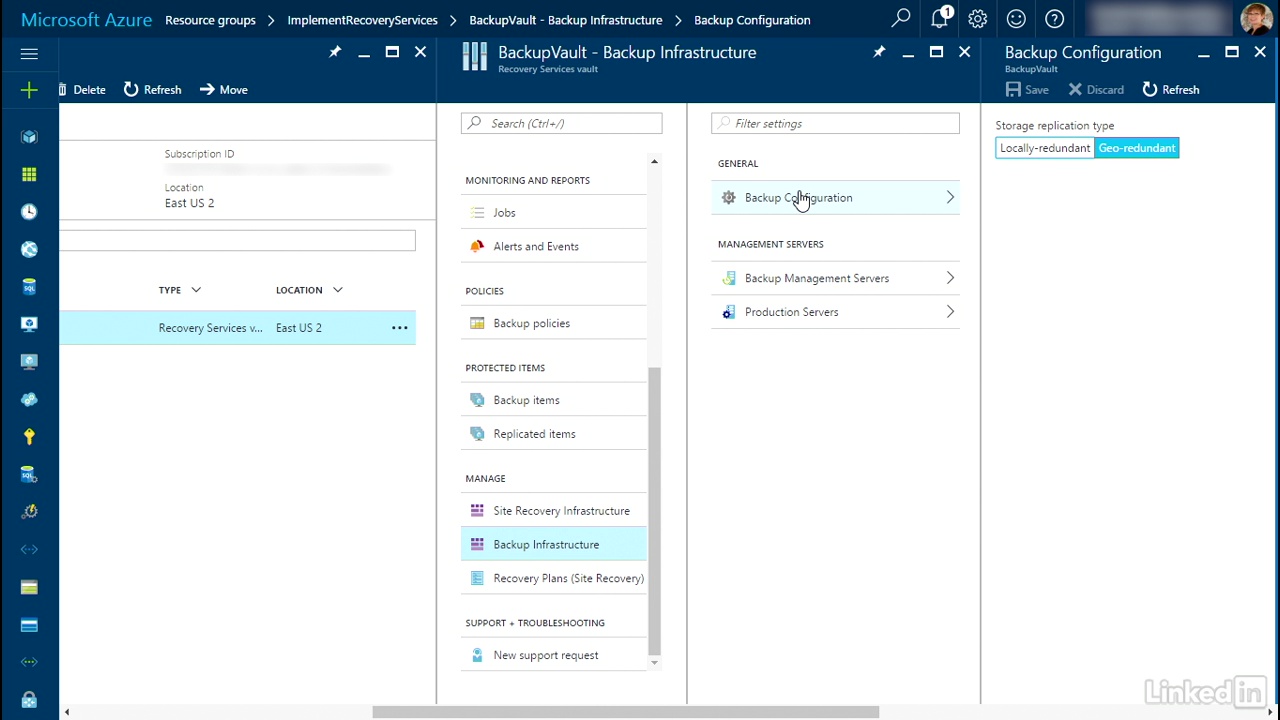 Microsoft Azure Resource groups > ImplementRecoveryServices > BackupVault - Backup Infrastructure > Backup Configuration
1
Delete Refresh Move
Subscription ID
Location
East US 2
TYPE LOCATION
Recovery Services v... East US 2 •••
BackupVault - Backup Infrastructure
Recovery Services vault
Search (Ctrl+/)
MONITORING AND REPORTS
Jobs
Alerts and Events
POLICIES
Backup policies
PROTECTED ITEMS
Backup items
Replicated items
MANAGE
Site Recovery Infrastructure
Backup Infrastructure
Recovery Plans (Site Recovery)
SUPPORT + TROUBLESHOOTING
New support request
Filter settings
GENERAL
Backup Configuration
MANAGEMENT SERVERS
Backup Management Servers
Production Servers
Backup Configuration
BackupVault
Save Discard Refresh
Storage replication type
Locally-redundant Geo-redundant
LinkedIn